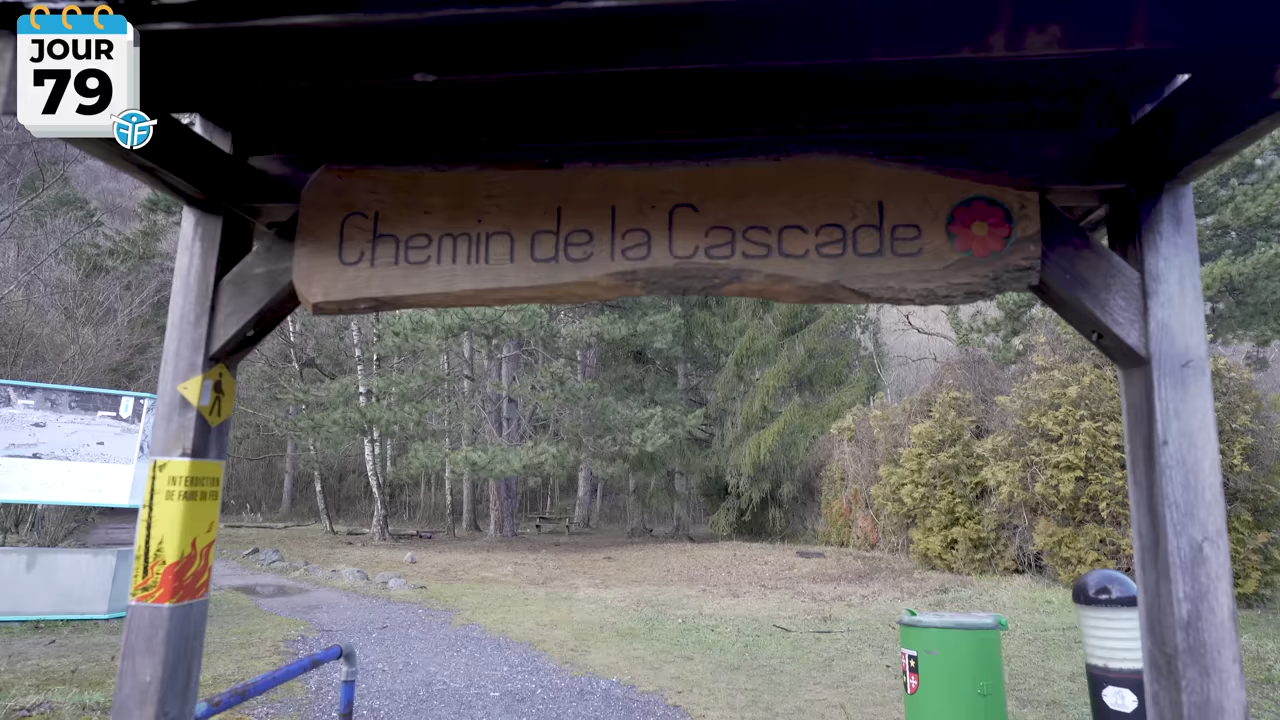 JOUR
79
Chemin de la Cascade
INTERDICTION
DE FAIRE DU FEU